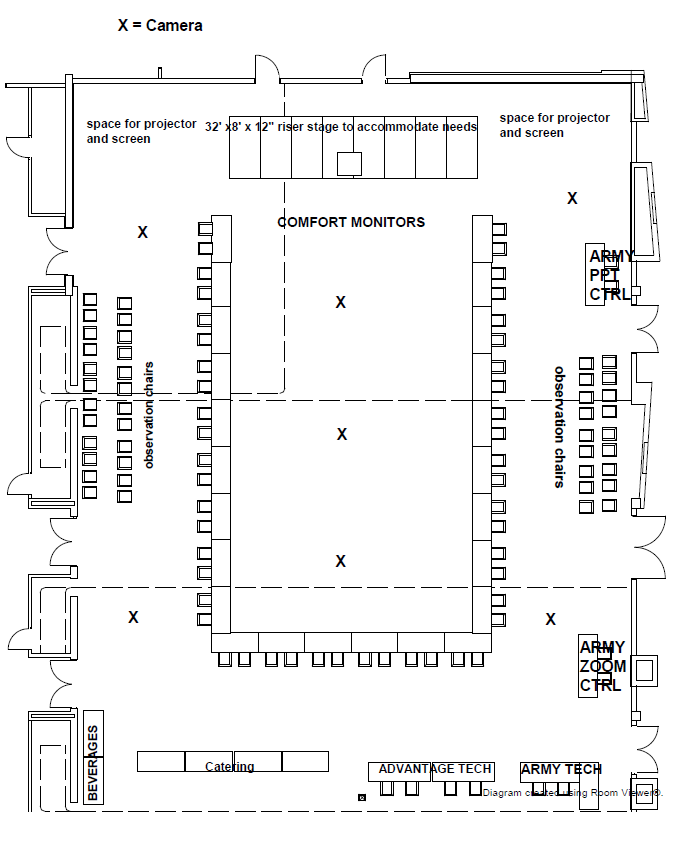 X = Camera
space for projector
and screen
32' x8' x 12" riser stage to accommodate needs
space for projector
and screen
X
X
COMFORT MONITORS
ARMY
PPT
CTRL
X
observation chairs
observation chairs
X
X
X
X
ARMY
ZOOM
CTRL
BEVERAGES
Catering
ADVANTAGE TECH
ARMY TECH
Diagram created using Room Viewer®.